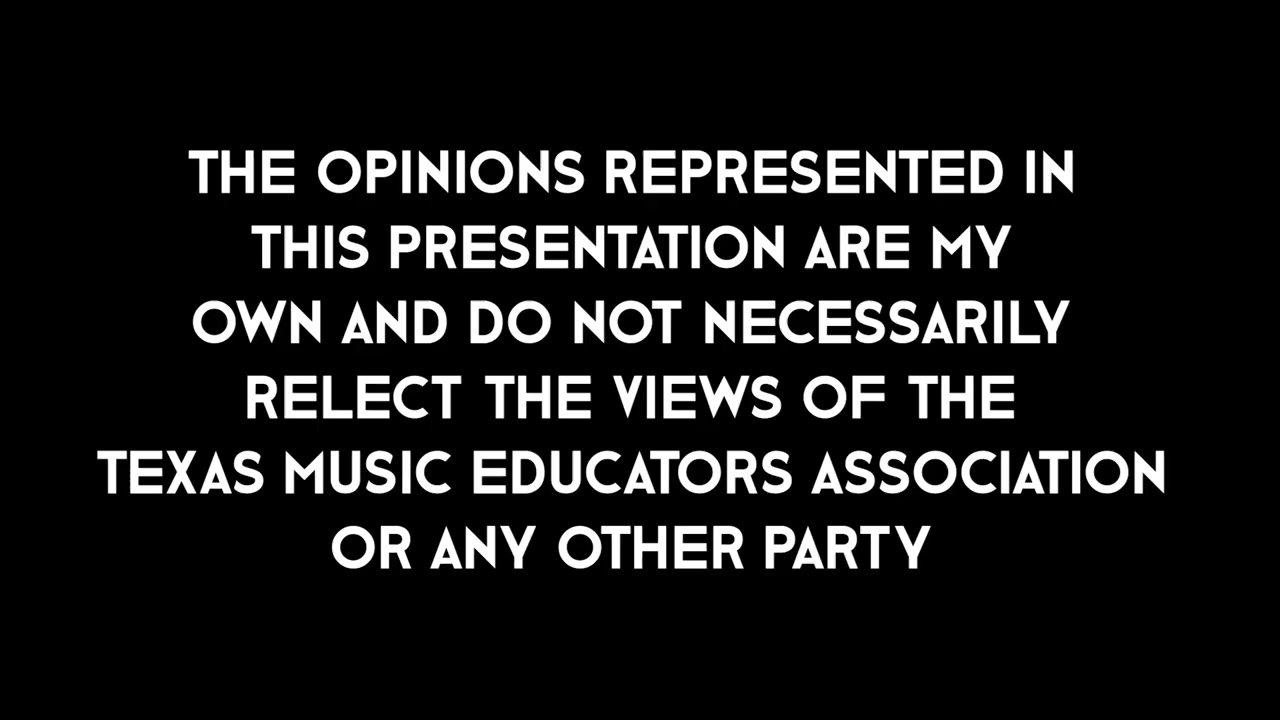 THE OPINIONS REPRESENTED IN
THIS PRESENTATION ARE MY
OWN AND DO NOT NECESSARILY
RELECT THE VIEWS OF THE
TEXAS MUSIC EDUCATORS ASSOCIATION
OR ANY OTHER PARTY